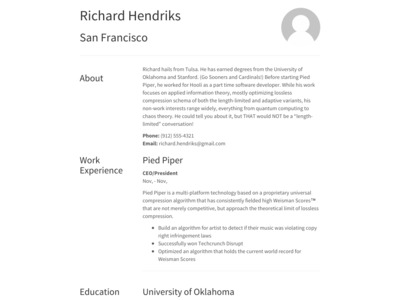 Richard Hendriks
San Francisco
About
Richard hails from Tulsa. He has earned degrees from the University of
Oklahoma and Stanford. (Go Sooners and Cardinals!) Before starting Pied
Piper, he worked for Hooli as a part time software developer. While his work
focuses on applied information theory, mostly optimizing lossless
compression schema of both the length-limited and adaptive variants, his
non-work interests range widely, everything from quantum computing to
chaos theory. He could tell you about it, but THAT would NOT be a "length-
limited" conversation!
Phone: (912) 555-4321
Email: richard.hendriks@gmail.com
Work
Experience
Pied Piper
CEO/President
Nov, - Nov,
Pied Piper is a multi-platform technology based on a proprietary universal
compression algorithm that has consistently fielded high Weisman Scores™
that are not merely competitive, but approach the theoretical limit of lossless
compression.
Build an algorithm for artist to detect if their music was violating copy
right infringement laws
Successfully won Techcrunch Disrupt
Optimized an algorithm that holds the current world record for
Weisman Scores
Education
University of Oklahoma